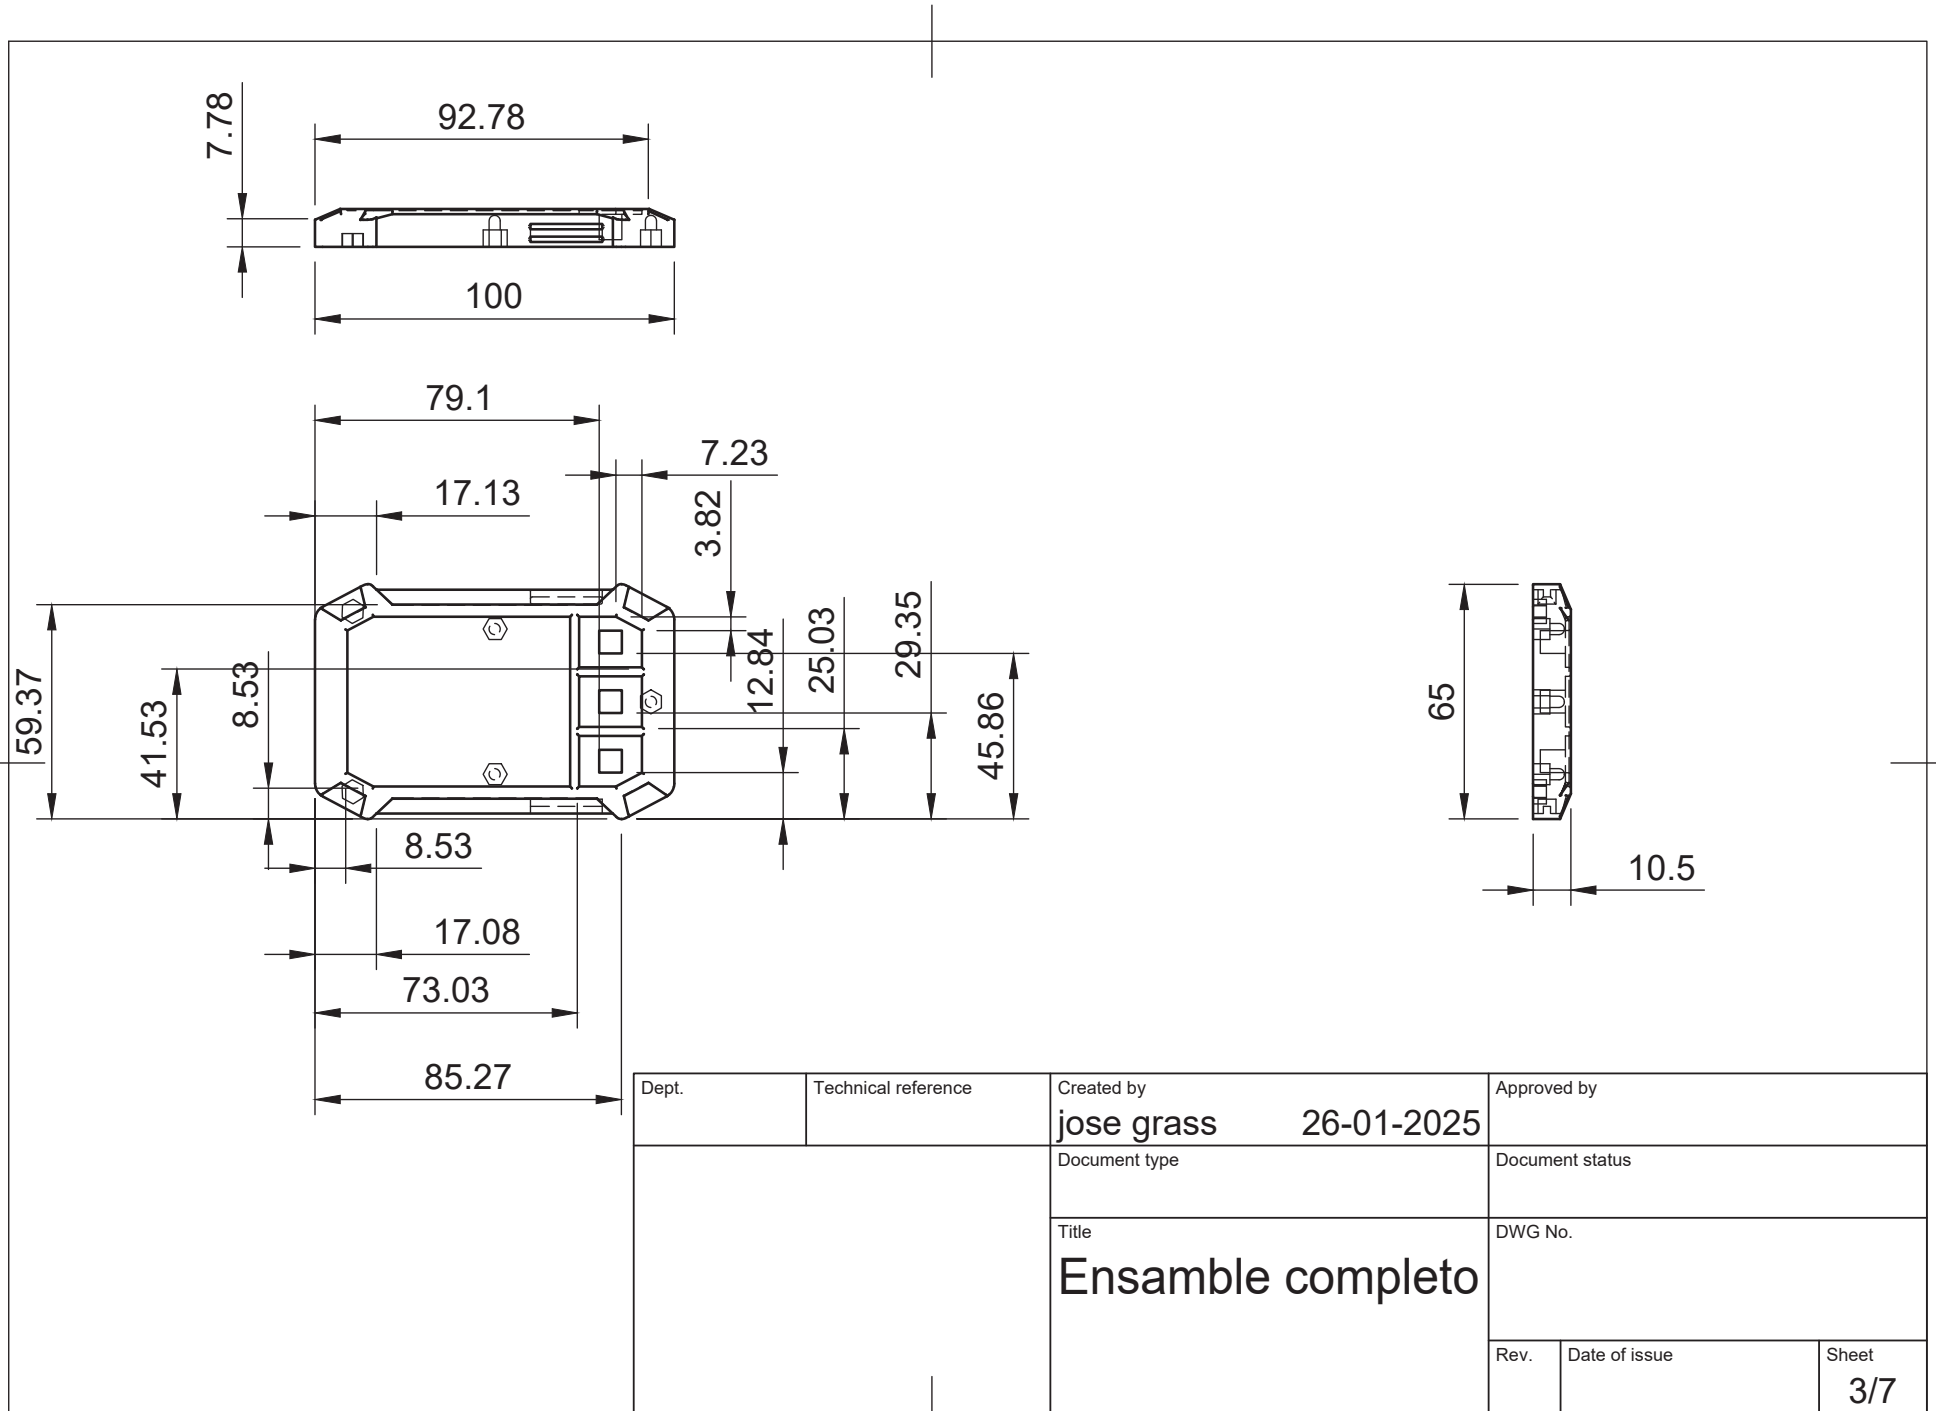 7.78
92.78
100
79.1
7.23
17.13
3.82
59.37
41.53
8.53
12.84
25.03
29.35
45.86
65
8.53
10.5
17.08
73.03
85.27
Dept.
Technical reference
Created by
jose grass 26-01-2025
Approved by
Document type
Document status
Title
Ensamble completo
DWG No.
Rev.
Date of issue
Sheet
3/7